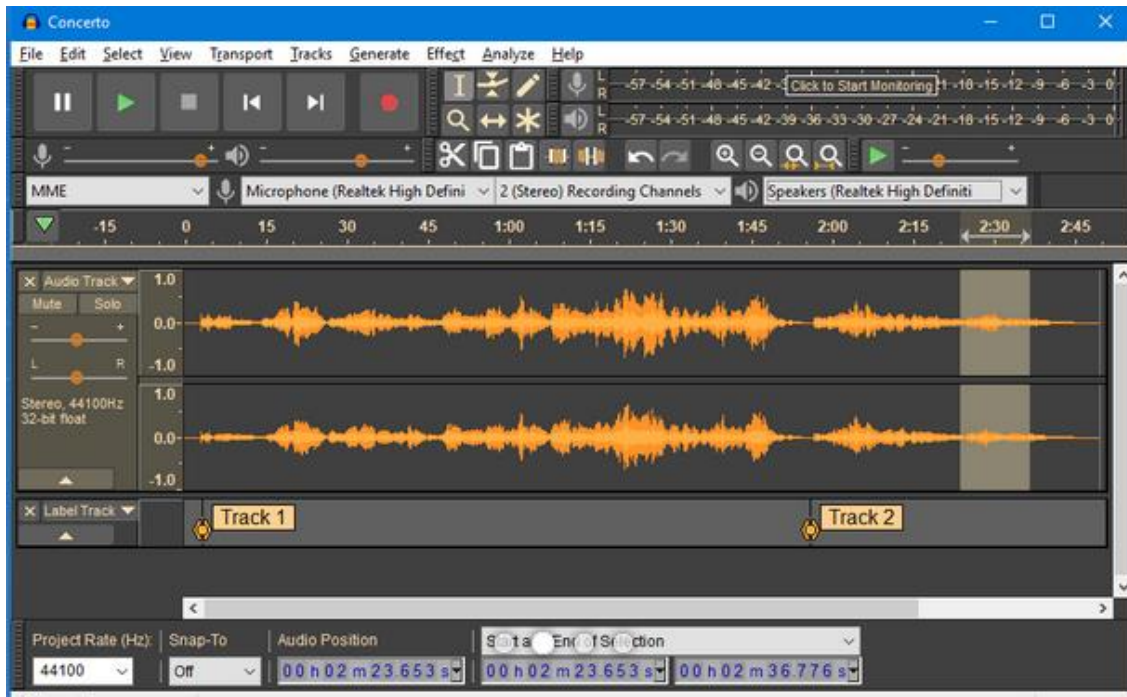 Concerto
File Edit Select View Transport Tracks Generate Effect Analyze Help
L
R -57 -54 -51 -48 -45 -42 Click to Start Monitoring -18 -15 -12 -9 -6 -3 0
L
R -57 -54 -51 -48 -45 -42 -39 -36 -33 -30 -27 -24 -21 -18 -15 -12 -9 -6 -3 0
- + - + - +
MME Microphone (Realtek High Defini 2 (Stereo) Recording Channels Speakers (Realtek High Definiti
-15 0 15 30 45 1:00 1:15 1:30 1:45 2:00 2:15 2:30 2:45
Audio Track 1.0
Mute Solo
- + 0.0
L R -1.0
1.0
Stereo, 44100Hz
32-bit float
0.0
-1.0
Label Track
Track 1 Track 2
Project Rate (Hz): Snap-To Audio Position Start and End of Selection
44100 Off 00 h 02 m 23.653 s 00 h 02 m 23.653 s 00 h 02 m 36.776 s